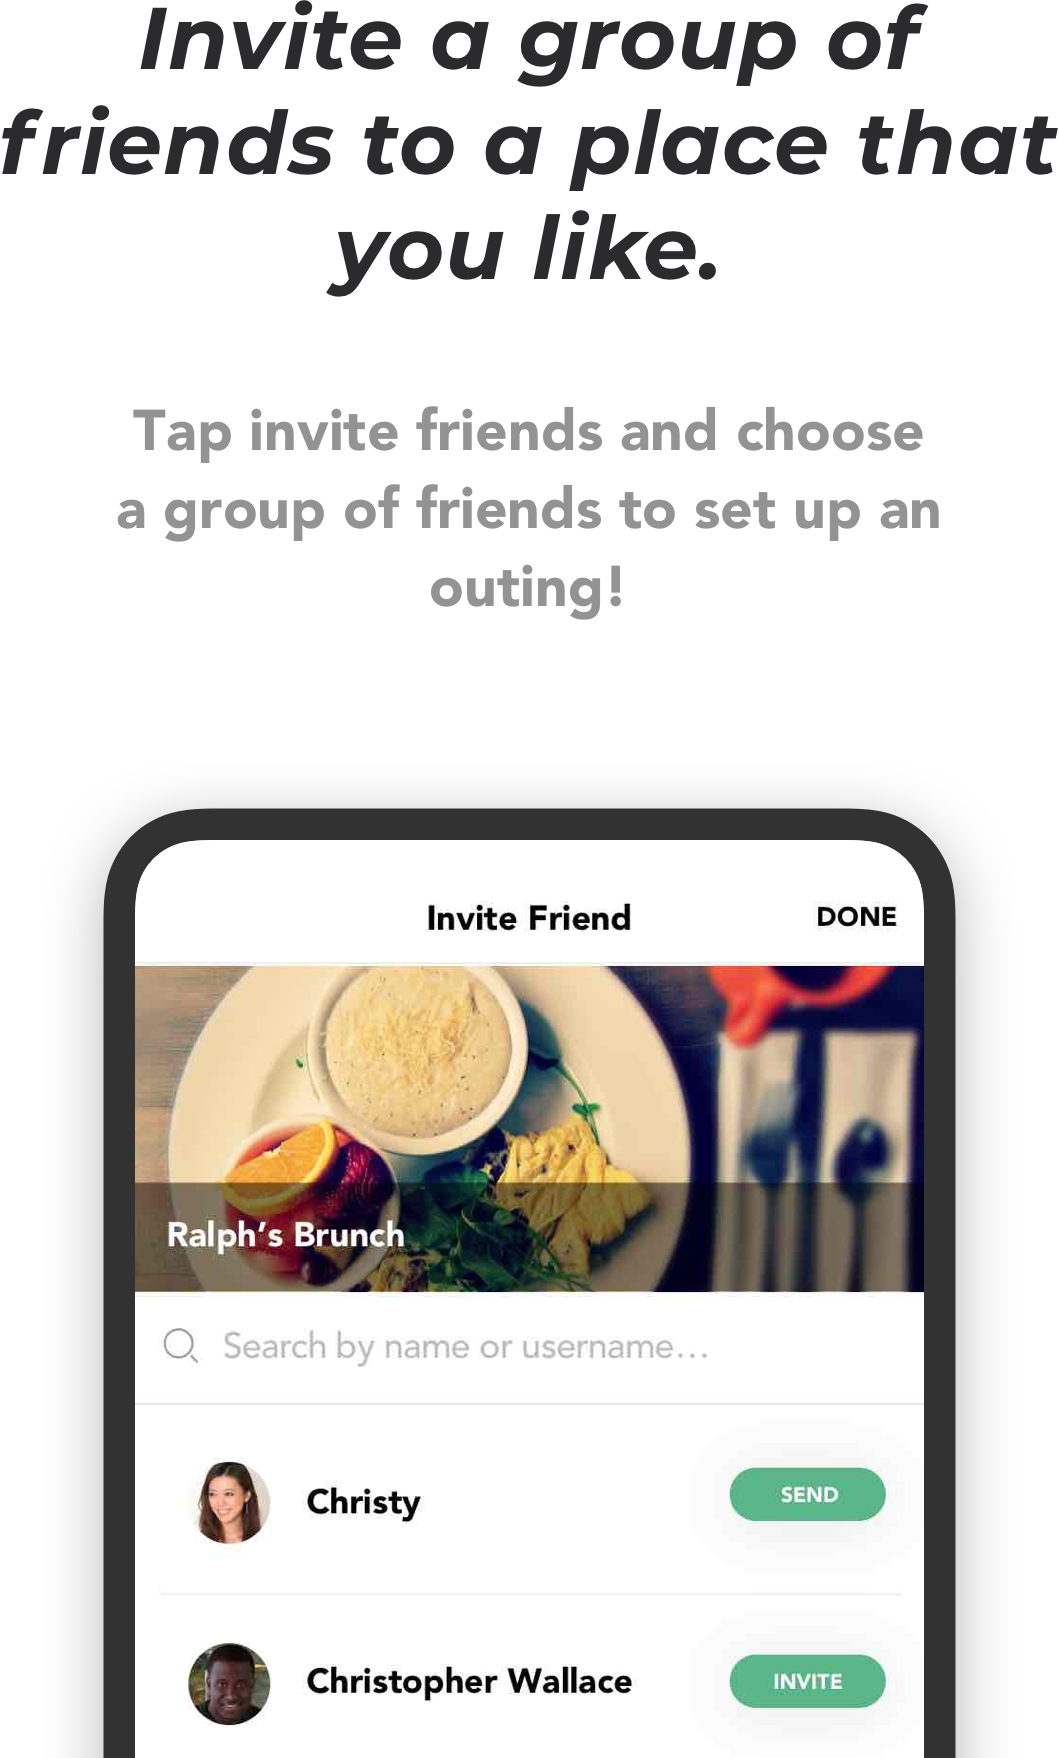 Invite a group of
friends to a place that
you like.
Tap invite friends and choose
a group of friends to set up an
outing!
Invite Friend
DONE
Ralph’s Brunch
Search by name or username...
Christy
SEND
Christopher Wallace
INVITE